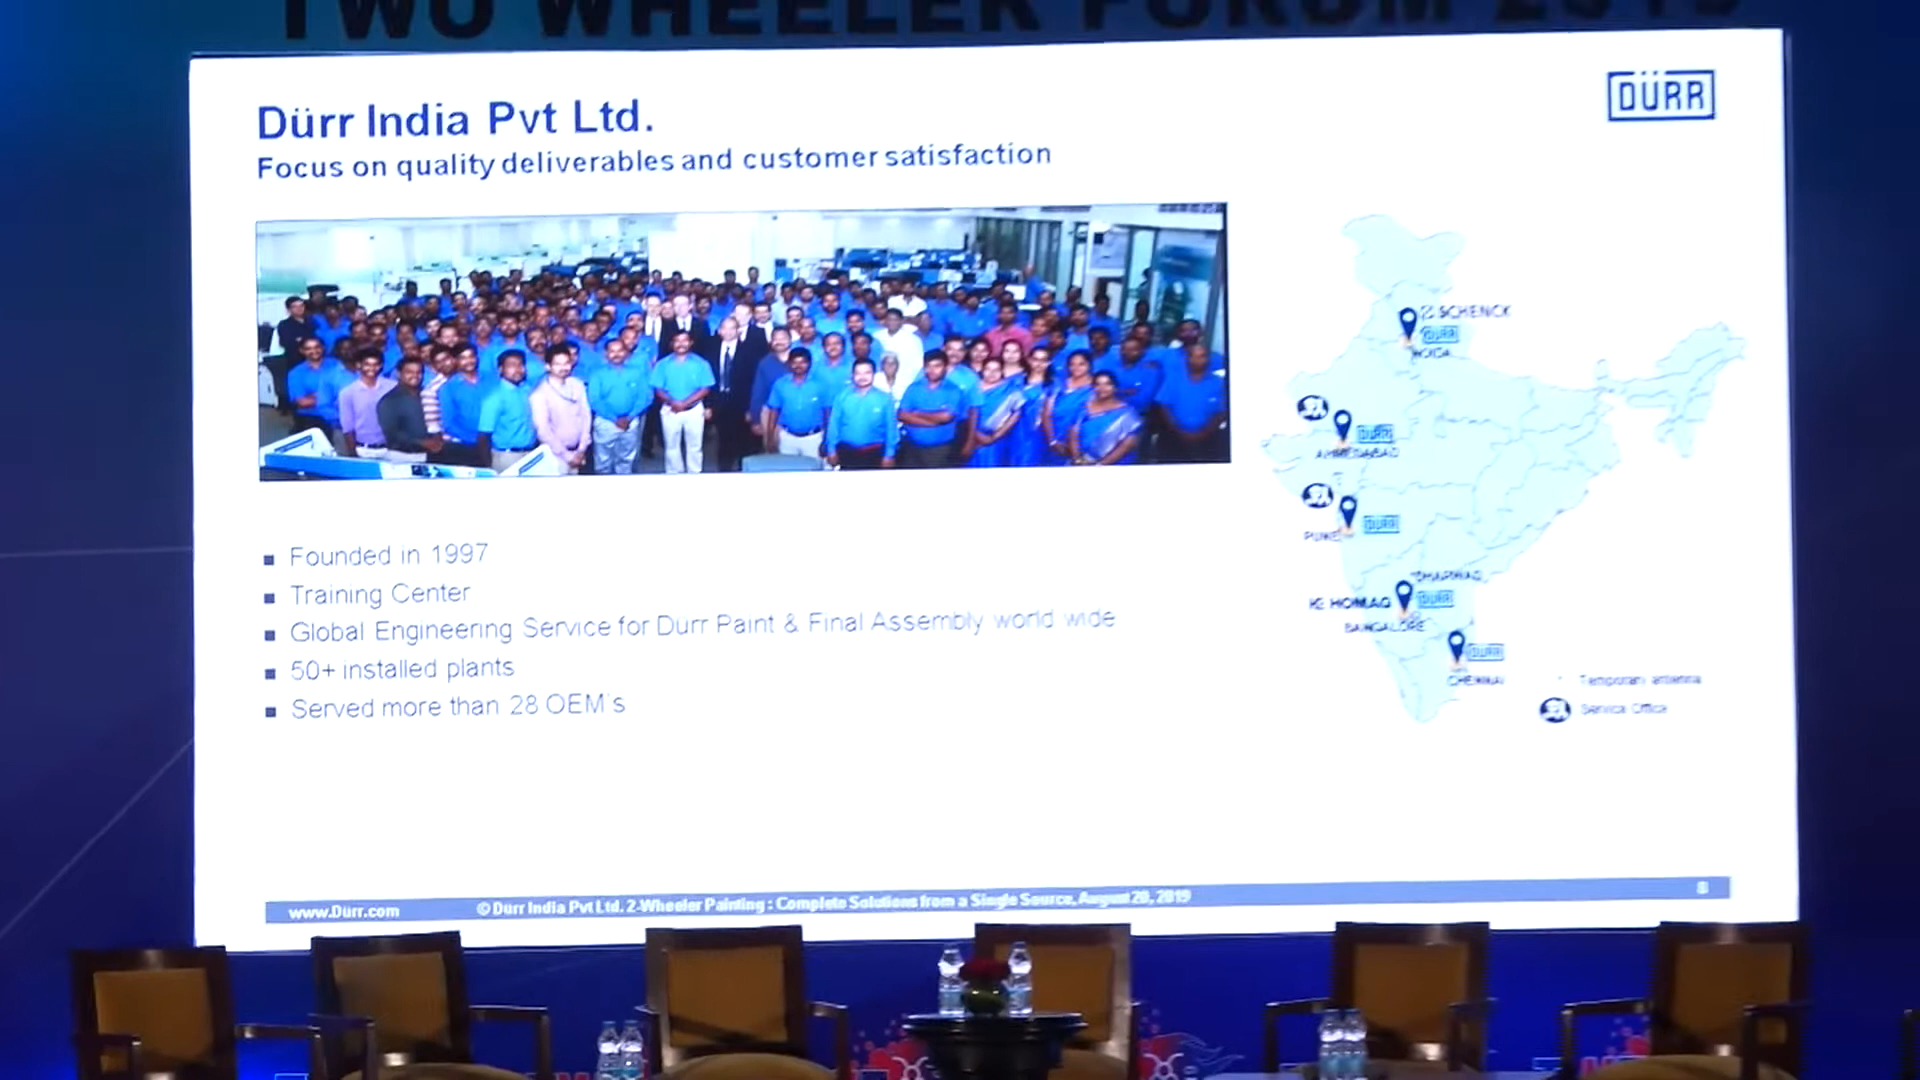 TWO WHEELER FORUM 2019
DÜRR
Dürr India Pvt Ltd.
Focus on quality deliverables and customer satisfaction
SCHENCK
DÜRR
NOIDA
DÜRR
AHMEDABAD
DÜRR
PUNE
DHARWAD
HOMAG DÜRR
BANGALORE
DÜRR
CHENNAI
Service Office
■ Founded in 1997
■ Training Center
■ Global Engineering Service for Durr Paint & Final Assembly world wide
■ 50+ installed plants
■ Served more than 28 OEM's
www.Durr.com
© Durr India Pvt Ltd. 2-Wheeler Painting : Complete Solutions from a Single Source, August 20, 2019
8